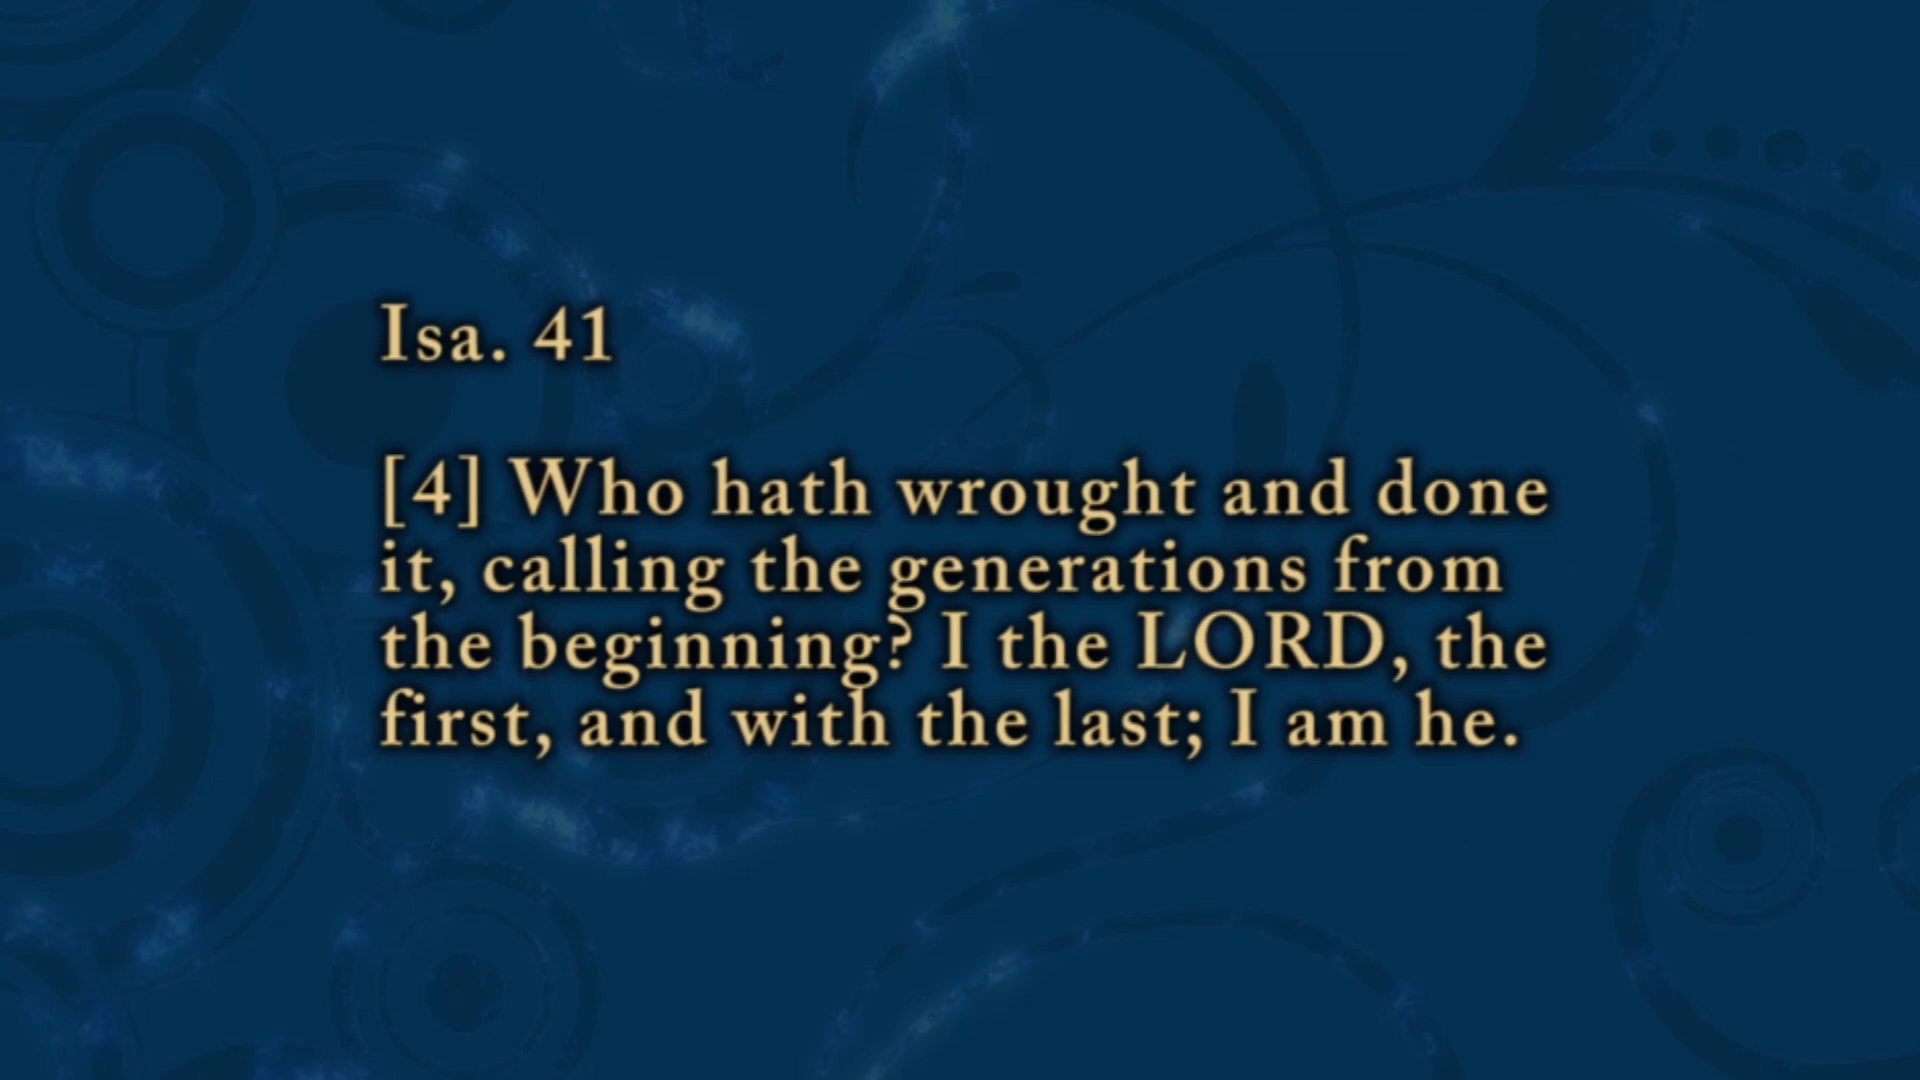 Isa. 41
[4] Who hath wrought and done
it, calling the generations from
the beginning? I the LORD, the
first, and with the last; I am he.